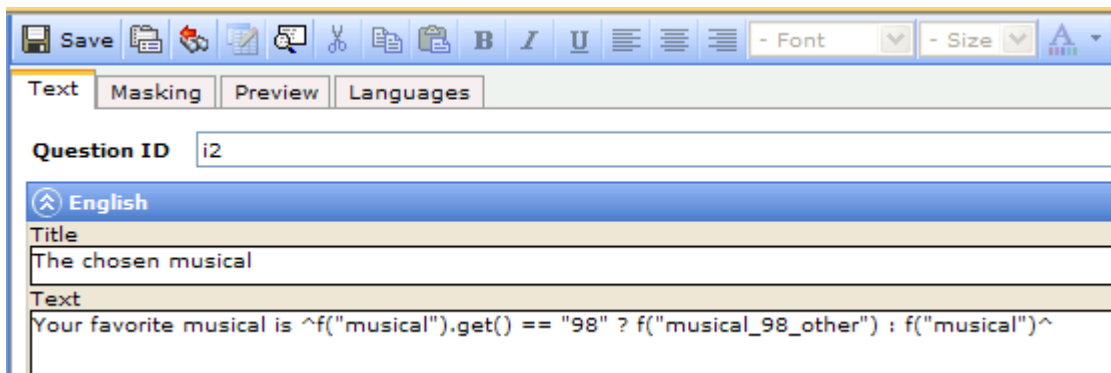 Save B I U - Font - Size A
Text Masking Preview Languages
Question ID i2
English
Title
The chosen musical
Text
Your favorite musical is ^f("musical").get() == "98" ? f("musical_98_other") : f("musical")^